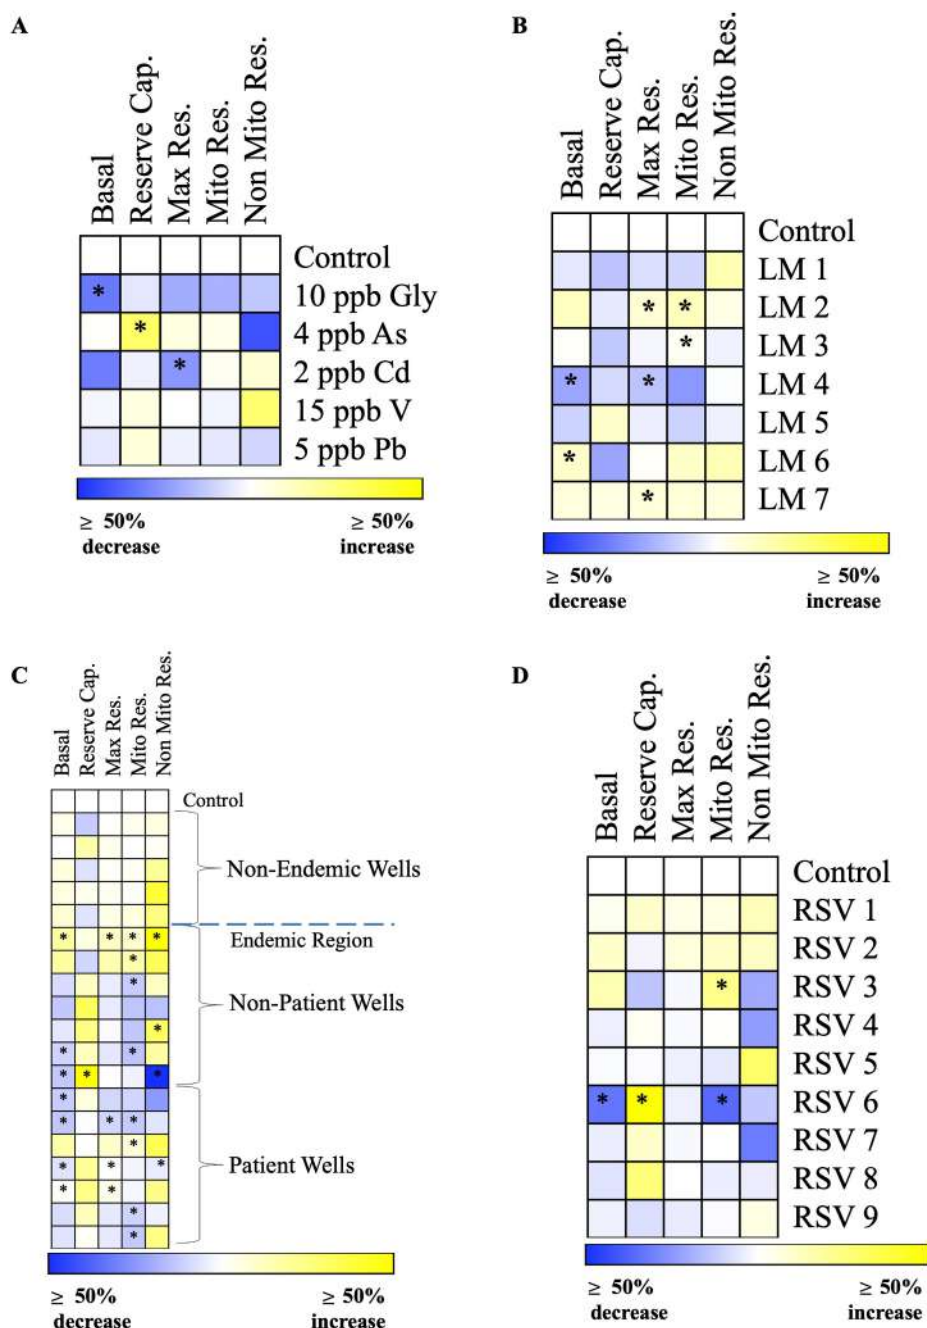 A
Basal
Reserve Cap.
Max Res.
Mito Res.
Non Mito Res.
Control
10 ppb Gly
*
4 ppb As
*
2 ppb Cd
*
15 ppb V
5 ppb Pb
≥ 50%
decrease
≥ 50%
increase
B
Basal
Reserve Cap.
Max Res.
Mito Res.
Non Mito Res.
Control
LM 1
* * LM 2
* LM 3
* * LM 4
LM 5
* LM 6
* LM 7
≥ 50%
decrease
≥ 50%
increase
C
Basal
Reserve Cap.
Max Res.
Mito Res.
Non Mito Res.
Control
Non-Endemic Wells
* * * * Endemic Region
*
*
Non-Patient Wells
*
* *
* * *
*
* * *
*
Patient Wells
* * *
* *
*
*
≥ 50%
decrease
≥ 50%
increase
D
Basal
Reserve Cap.
Max Res.
Mito Res.
Non Mito Res.
Control
RSV 1
RSV 2
* RSV 3
RSV 4
RSV 5
* * * RSV 6
RSV 7
RSV 8
RSV 9
≥ 50%
decrease
≥ 50%
increase